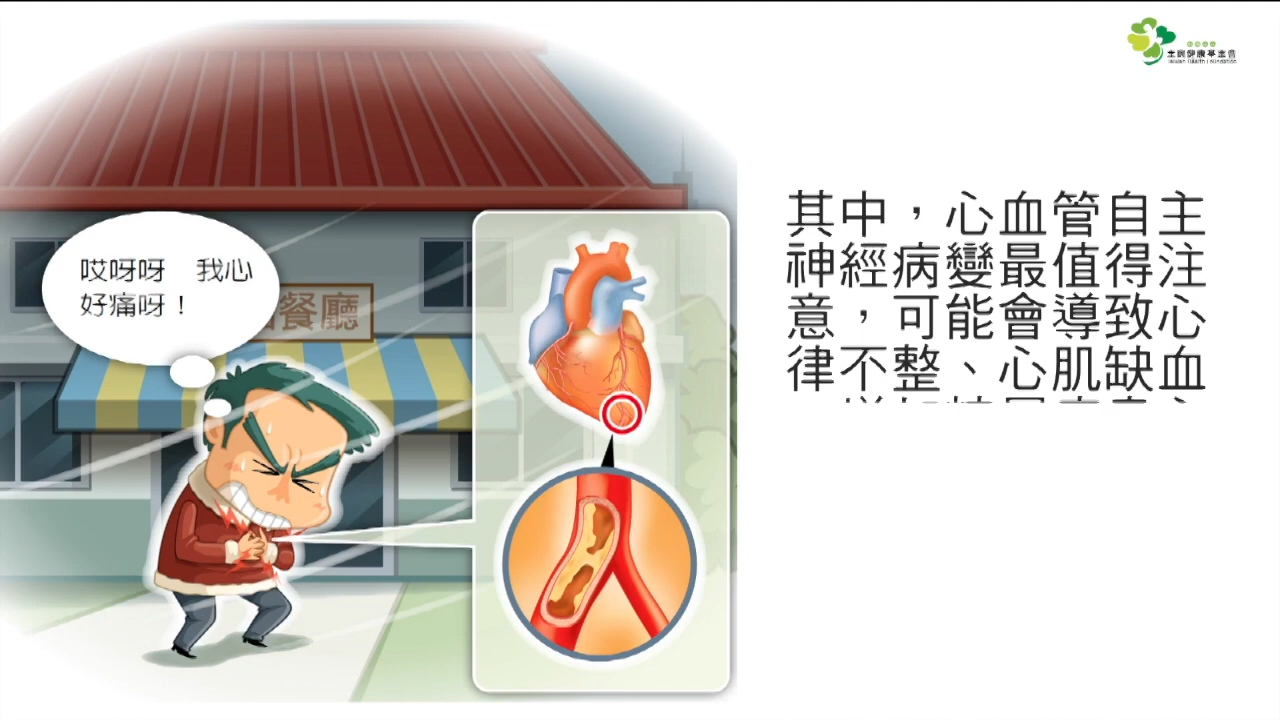 哎呀呀　我心
好痛呀！
餐廳
其中，心血管自主
神經病變最值得注
意，可能會導致心
律不整、心肌缺血